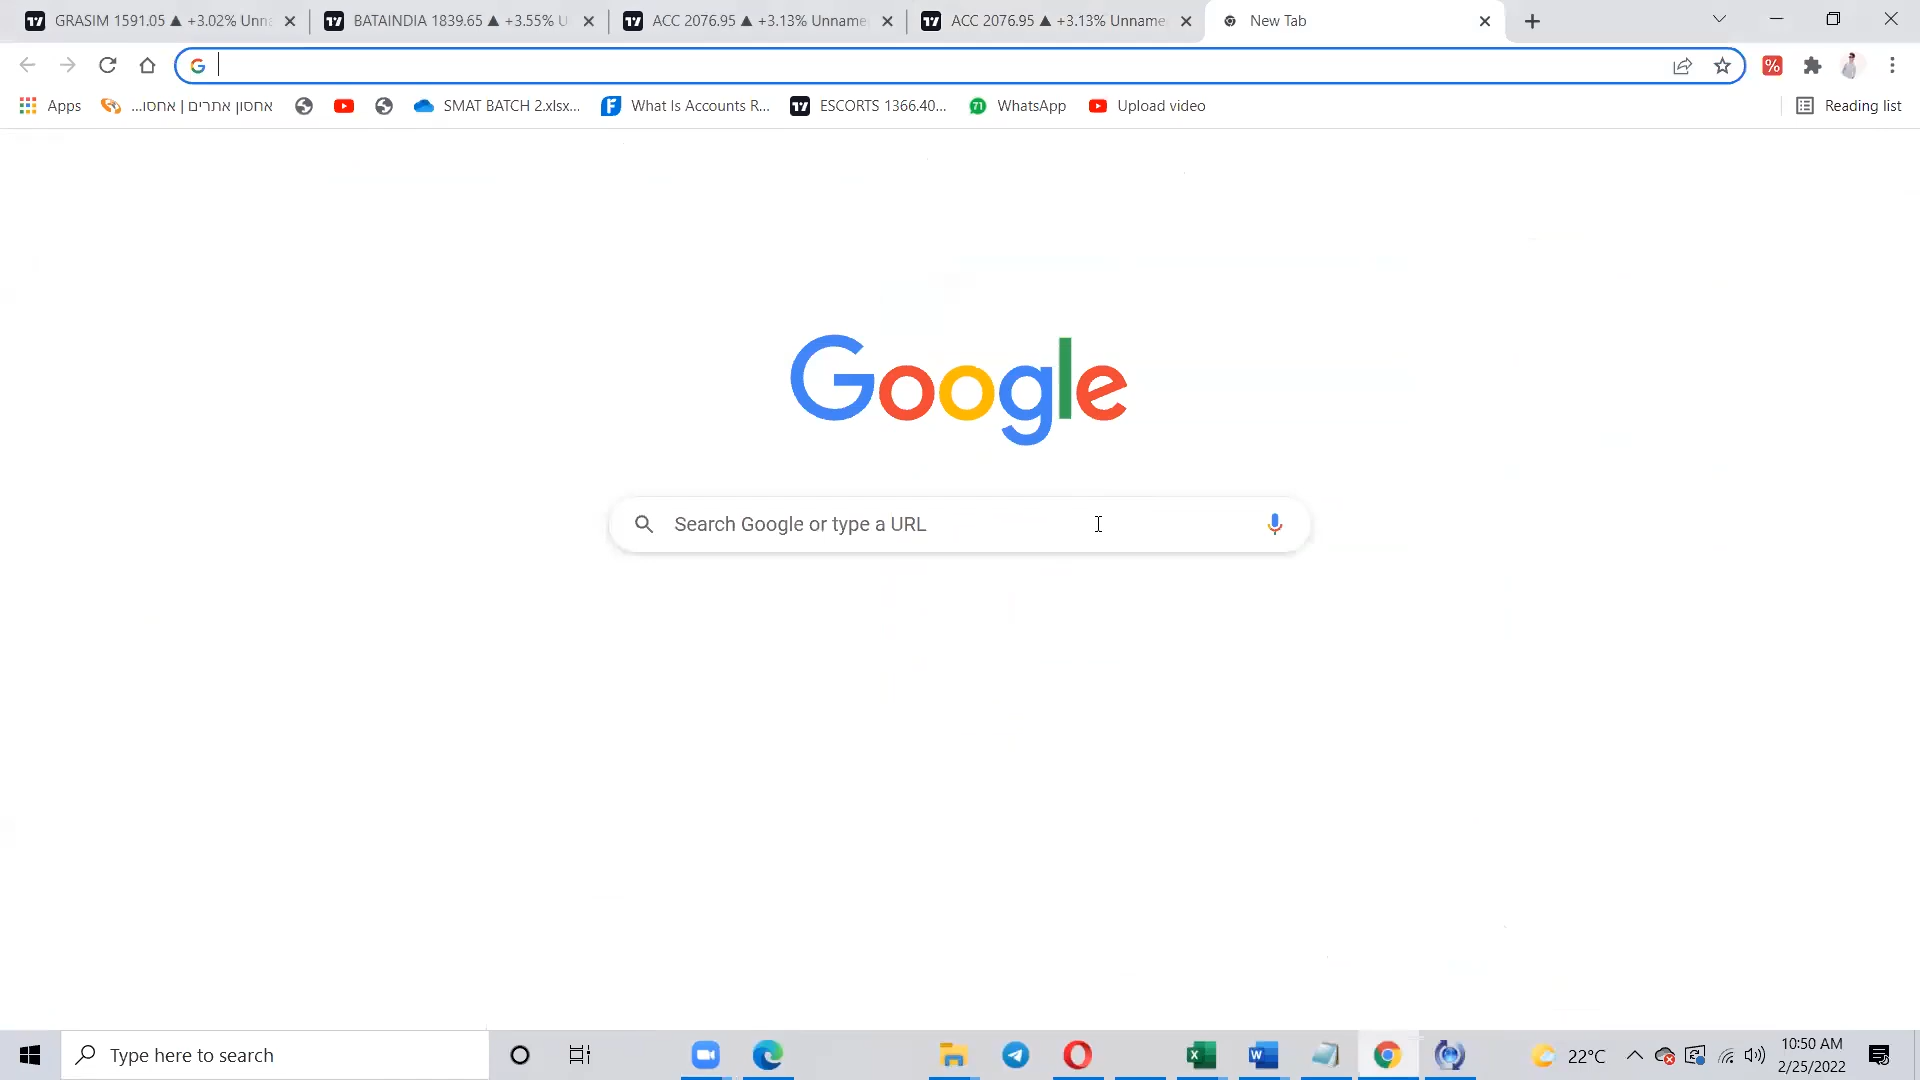 GRASIM 1591.05 ▲ +3.02% Unna
BATAINDIA 1839.65 ▲ +3.55% U
ACC 2076.95 ▲ +3.13% Unname
ACC 2076.95 ▲ +3.13% Unname
New Tab
Apps
אחסון אתרים | אחסו...
SMAT BATCH 2.xlsx...
What Is Accounts R...
ESCORTS 1366.40...
71
WhatsApp
Upload video
Reading list
Google
Search Google or type a URL
Type here to search
22°C
10:50 AM
2/25/2022